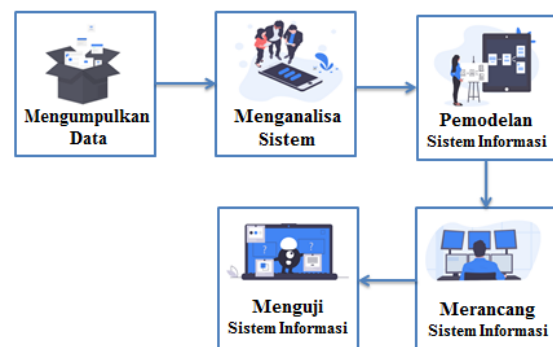 Mengumpulkan
Data
Menganalisa
Sistem
Pemodelan
Sistem Informasi
Merancang
Sistem Informasi
Menguji
Sistem Informasi